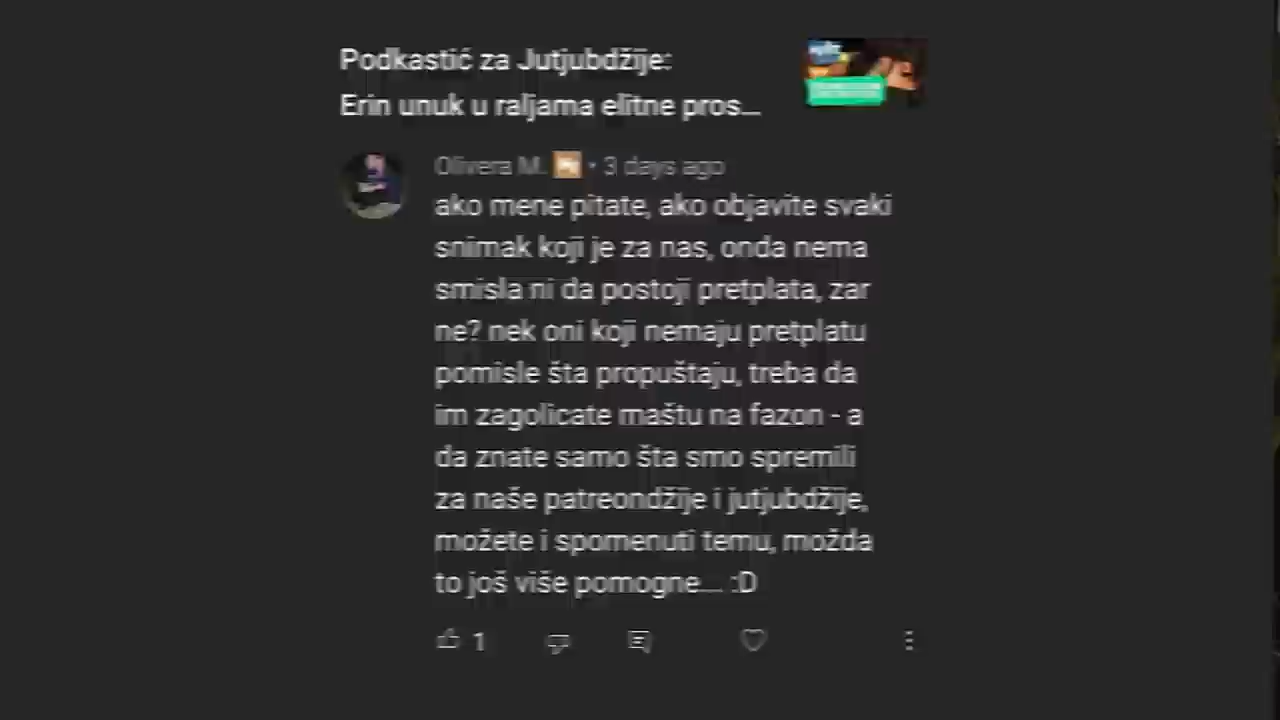 Podkastić za Jutjubdžije:
Erin unuk u raljama elitne pros...
Olivera M. • 3 days ago
ako mene pitate, ako objavite svaki
snimak koji je za nas, onda nema
smisla ni da postoji pretplata, zar
ne? nek oni koji nemaju pretplatu
pomisle šta propuštaju, treba da
im zagolicate maštu na fazon - a
da znate samo šta smo spremili
za naše patreondžije i jutjubdžije,
možete i spomenuti temu, možda
to još više pomogne... :D
1